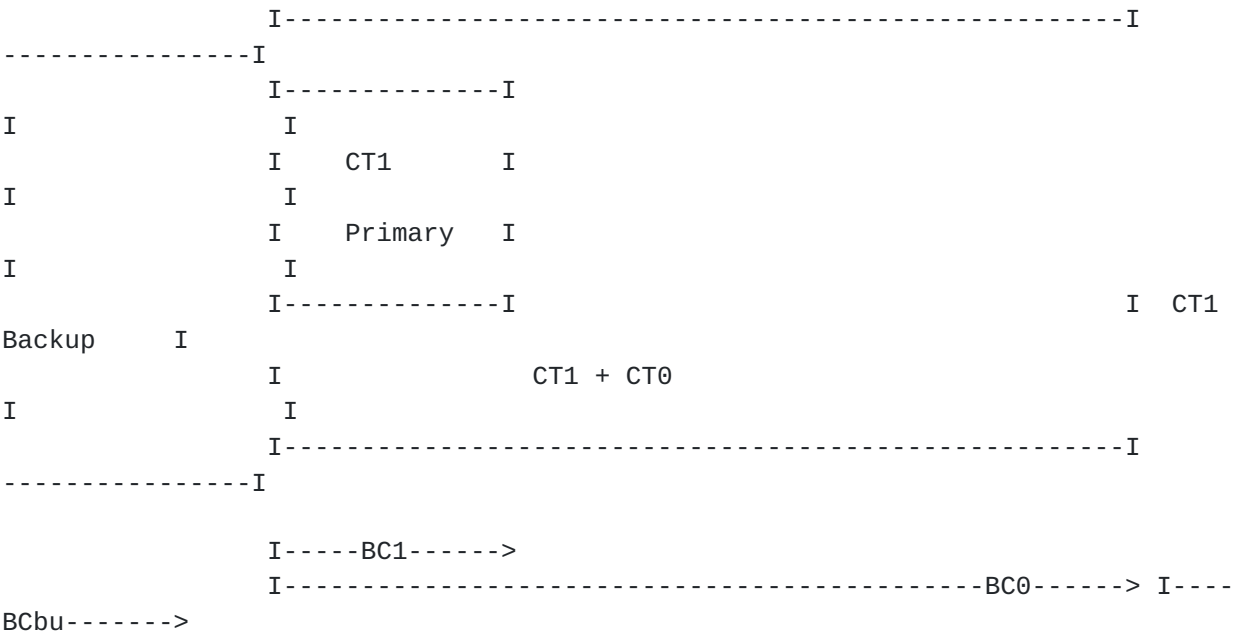 I------------------------------------------------------I
----------------I
                 I--------------I
I                 I
                 I    CT1       I
I                 I
                 I    Primary   I
I                 I
                 I--------------I                                       I  CT1
Backup     I
                 I                CT1 + CT0
I                 I
                 I------------------------------------------------------I
----------------I
                 I-----BC1------>
                 I---------------------------------------------BC0------> I----
BCbu------->